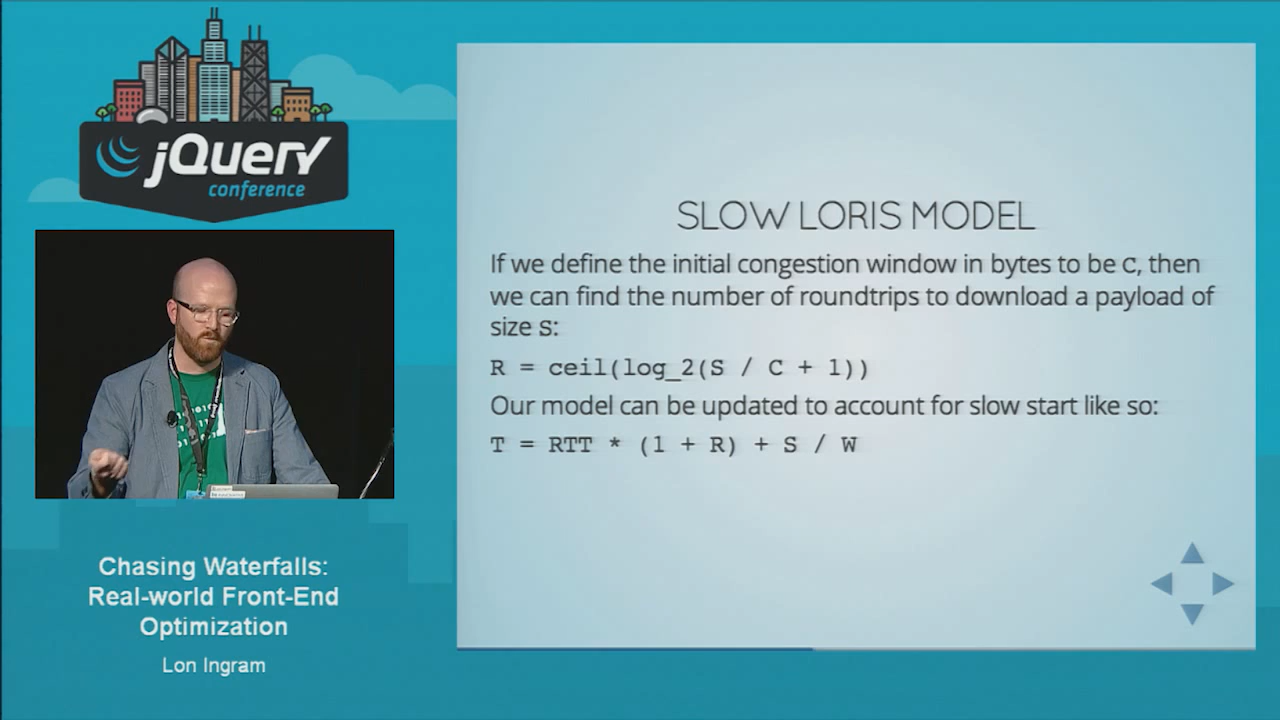 jQuery
conference
Chasing Waterfalls:
Real-world Front-End
Optimization
Lon Ingram
SLOW LORIS MODEL
If we define the initial congestion window in bytes to be C, then
we can find the number of roundtrips to download a payload of
size S:
R = ceil(log_2(S / C + 1))
Our model can be updated to account for slow start like so:
T = RTT * (1 + R) + S / W